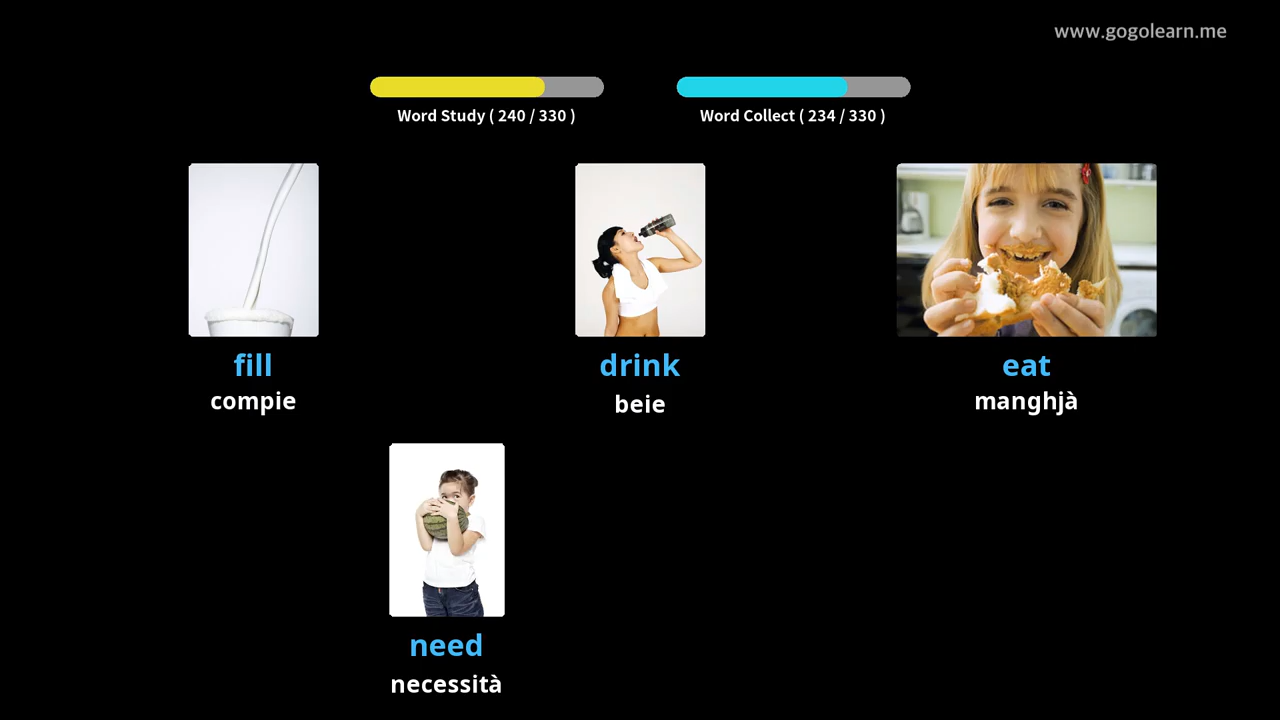 www.gogolearn.me
Word Study ( 240 / 330 )
Word Collect ( 234 / 330 )
fill
compie
drink
beie
eat
manghjà
need
necessità